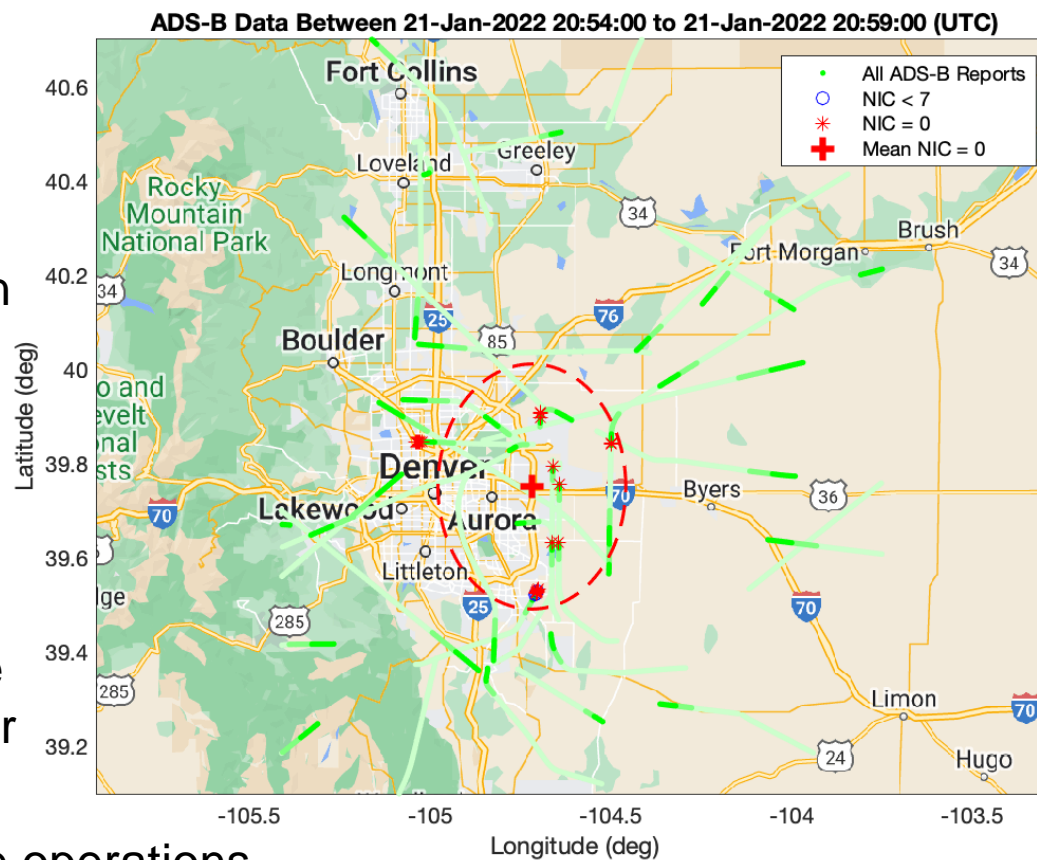 ADS-B Data Between 21-Jan-2022 20:54:00 to 21-Jan-2022 20:59:00 (UTC)
All ADS-B Reports
NIC < 7
NIC = 0
Mean NIC = 0
40.6
40.4
40.2
40
39.8
39.6
39.4
39.2
Latitude (deg)
Fort Collins
Loveland
Greeley
Rocky
Mountain
National Park
34
Brush
Fort Morgan
34
34
Longmont
25
76
85
Boulder
o and
evelt
onal
sts
Denver
70
Lakewood
Aurora
70
Byers
36
Littleton
dge
25
70
285
285
Limon
70
24
Hugo
-105.5
-105
-104.5
-104
-103.5
Longitude (deg)
n
e
r
operations